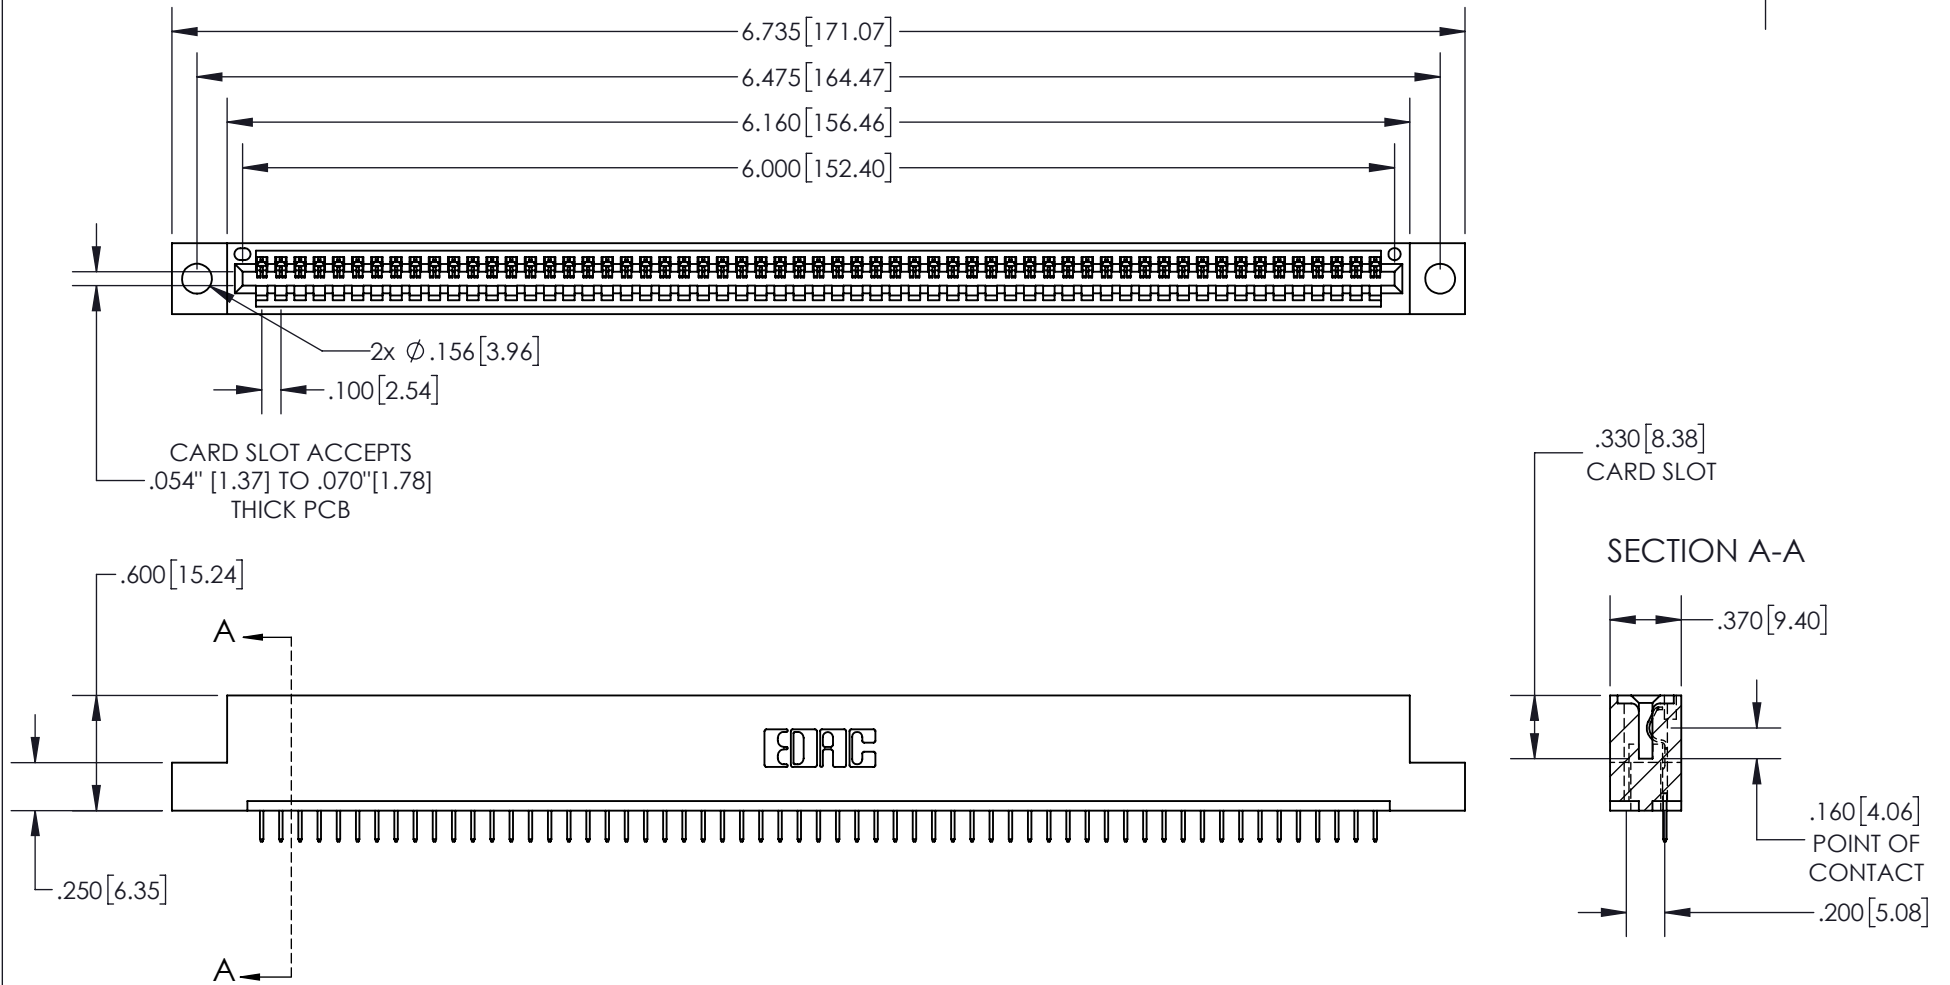 6.735[171.07]
6.475[164.47]
6.160[156.46]
6.000[152.40]
2x Ø.156[3.96]
.100[2.54]
CARD SLOT ACCEPTS
.054" [1.37] TO .070"[1.78]
THICK PCB
.330[8.38]
CARD SLOT
SECTION A-A
.600[15.24]
.370[9.40]
A
EDAC
.160[4.06]
POINT OF
CONTACT
.250[6.35]
.200[5.08]
A